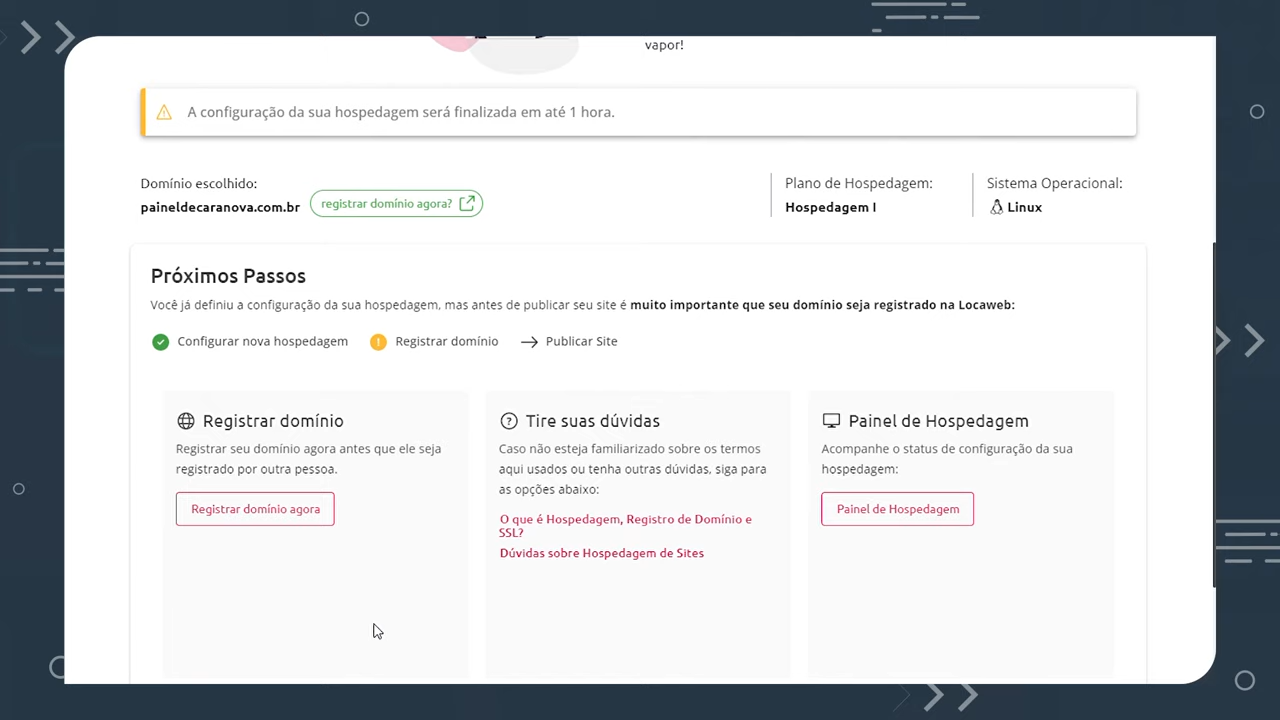 vapor!
A configuração da sua hospedagem será finalizada em até 1 hora.
Domínio escolhido:
paineldecaranova.com.br
registrar domínio agora?
Plano de Hospedagem:
Hospedagem I
Sistema Operacional:
Linux
Próximos Passos
Você já definiu a configuração da sua hospedagem, mas antes de publicar seu site é muito importante que seu domínio seja registrado na Locaweb:
Configurar nova hospedagem
Registrar domínio
Publicar Site
Registrar domínio
Registrar seu domínio agora antes que ele seja
registrado por outra pessoa.
Registrar domínio agora
Tire suas dúvidas
Caso não esteja familiarizado sobre os termos
aqui usados ou tenha outras dúvidas, siga para
as opções abaixo:
O que é Hospedagem, Registro de Domínio e
SSL?
Dúvidas sobre Hospedagem de Sites
Painel de Hospedagem
Acompanhe o status de configuração da sua
hospedagem:
Painel de Hospedagem